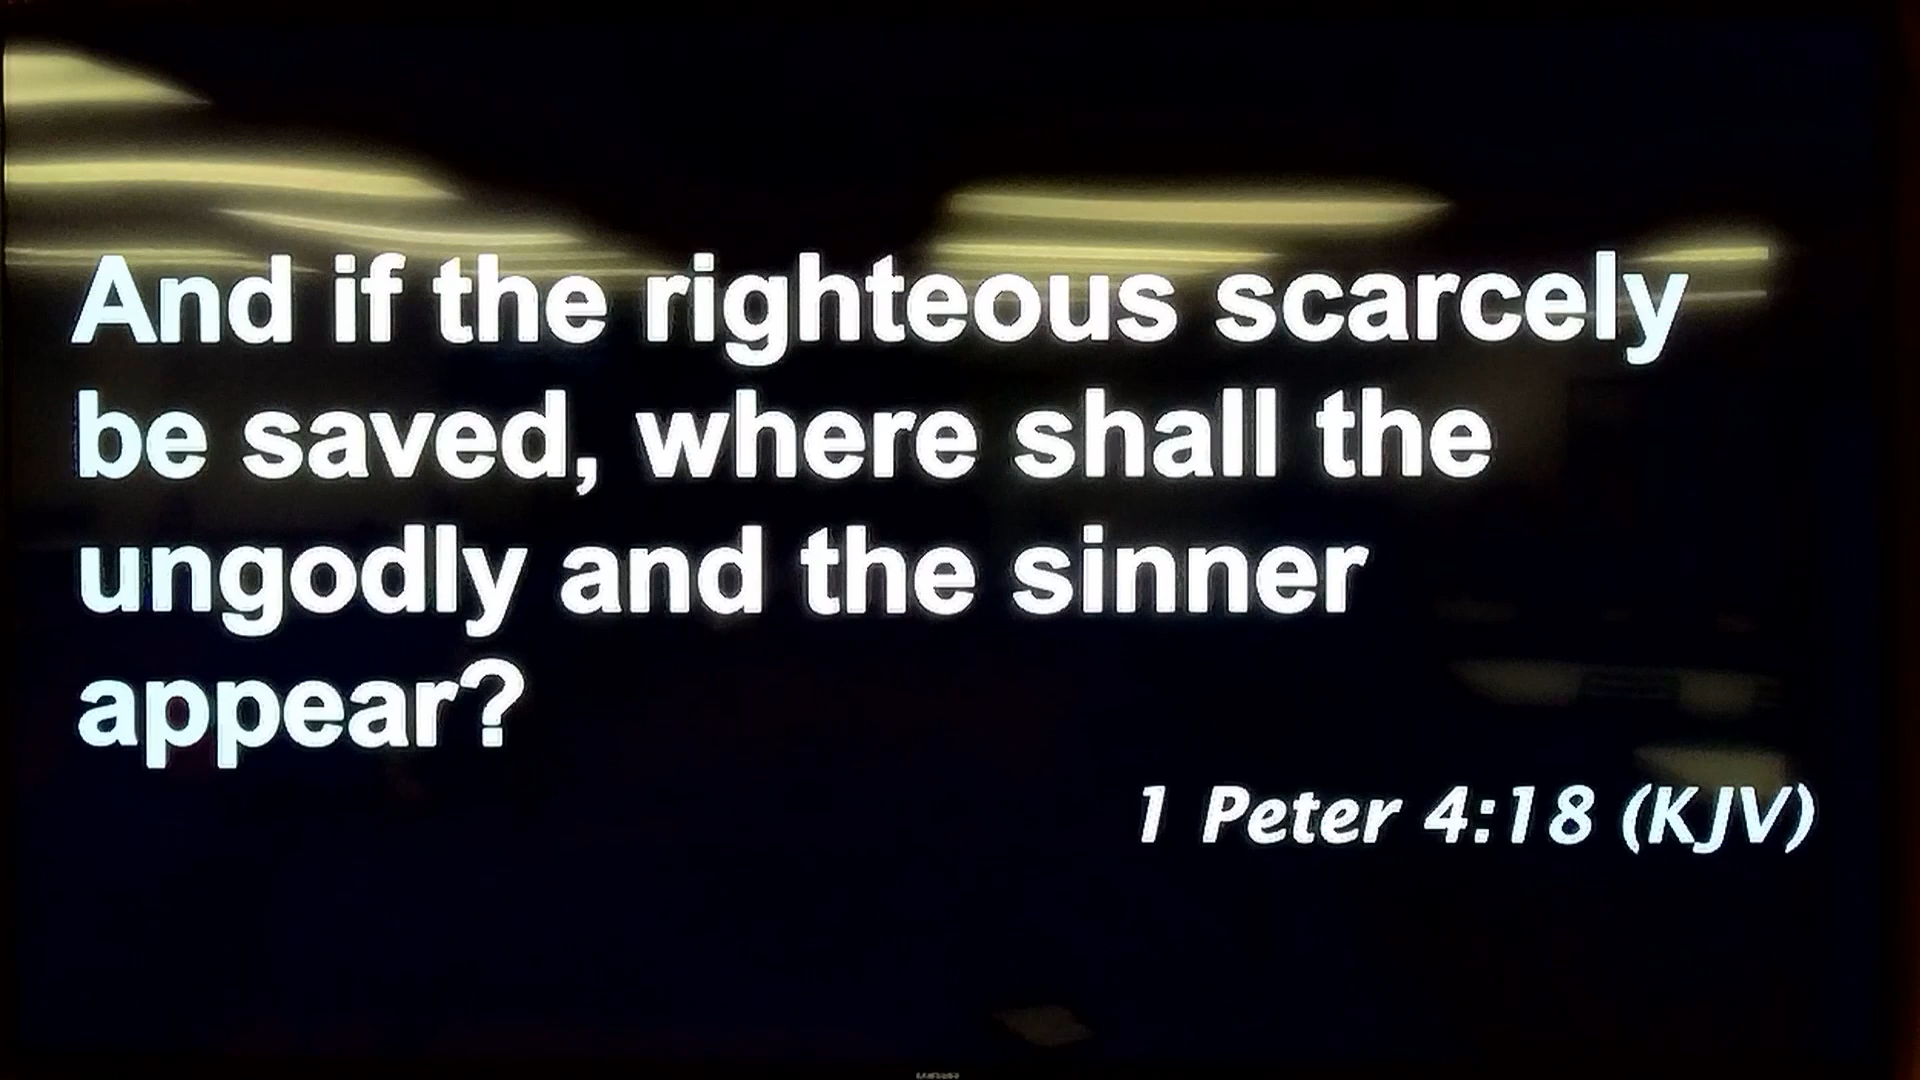 And if the righteous scarcely
be saved, where shall the
ungodly and the sinner
appear?
1 Peter 4:18 (KJV)
SAMSUNG